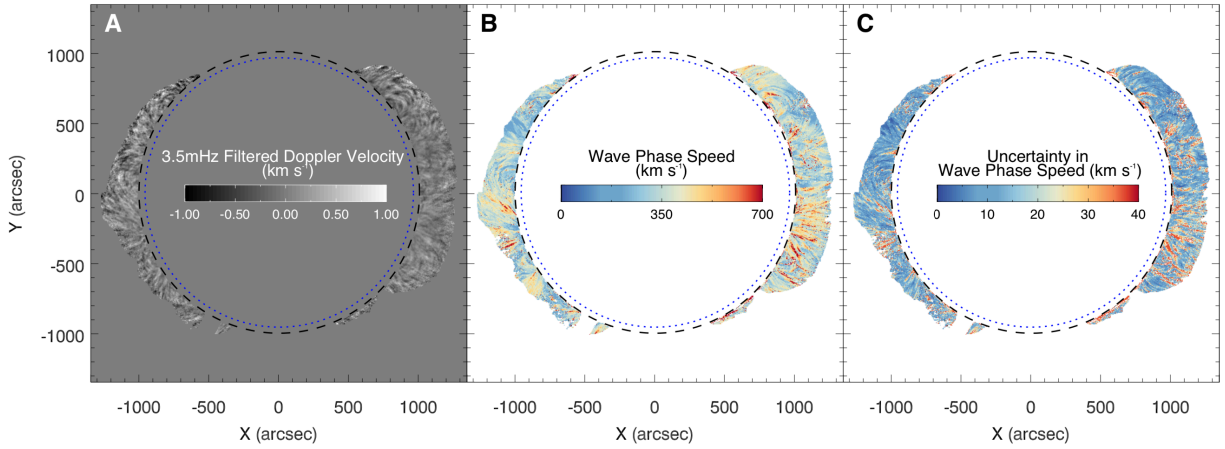 A
B
C
1000
500
0
-500
-1000
Y (arcsec)
3.5mHz Filtered Doppler Velocity
(km s⁻¹)
-1.00 -0.50 0.00 0.50 1.00
Wave Phase Speed
(km s⁻¹)
0 350 700
Uncertainty in
Wave Phase Speed (km s⁻¹)
0 10 20 30 40
-1000 -500 0 500 1000
-1000 -500 0 500 1000
-1000 -500 0 500 1000
X (arcsec)
X (arcsec)
X (arcsec)